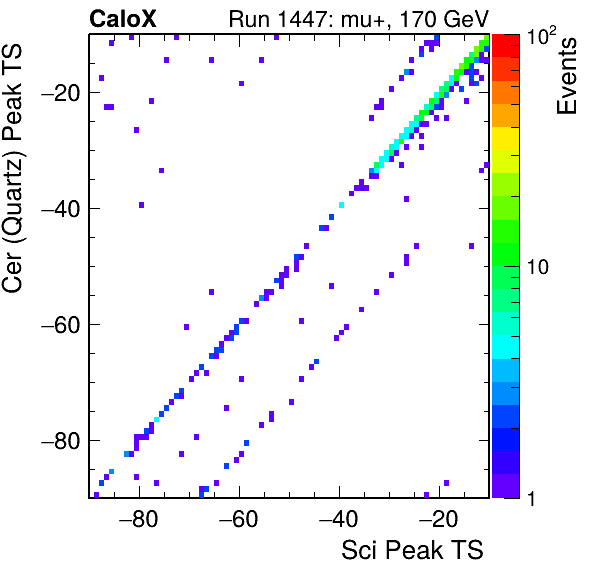 CaloX Run 1447: mu+, 170 GeV
Cer (Quartz) Peak TS
−20
−40
−60
−80
−80 −60 −40 −20
Sci Peak TS
10²
10
1
Events